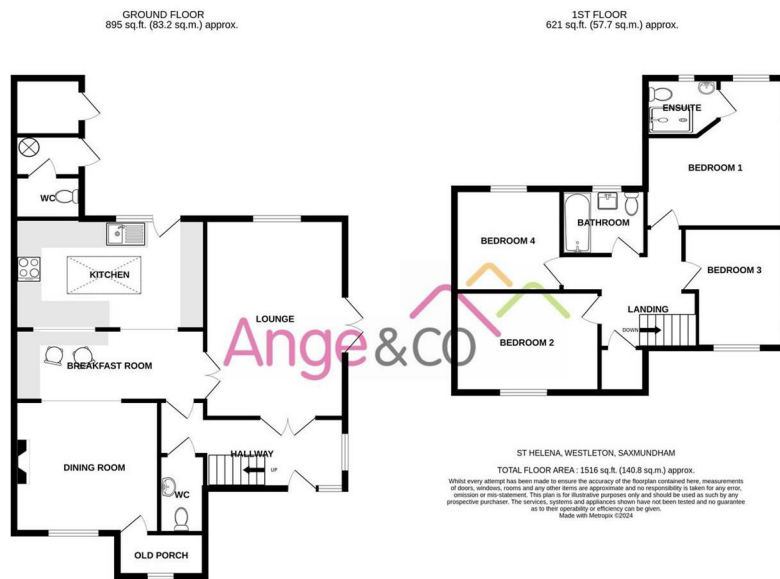 GROUND FLOOR
895 sq.ft. (83.2 sq.m.) approx.
1ST FLOOR
621 sq.ft. (57.7 sq.m.) approx.
WC
KITCHEN
LOUNGE
BREAKFAST ROOM
DINING ROOM
HALLWAY
UP
WC
OLD PORCH
ENSUITE
BEDROOM 1
BATHROOM
BEDROOM 4
BEDROOM 3
LANDING
DOWN
BEDROOM 2
Ange&co
ST HELENA, WESTLETON, SAXMUNDHAM
TOTAL FLOOR AREA : 1516 sq.ft. (140.8 sq.m.) approx.
Whilst every attempt has been made to ensure the accuracy of the floorplan contained here, measurements
of doors, windows, rooms and any other items are approximate and no responsibility is taken for any error,
omission or mis-statement. This plan is for illustrative purposes only and should be used as such by any
prospective purchaser. The services, systems and appliances shown have not been tested and no guarantee
as to their operability or efficiency can be given.
Made with Metropix ©2024